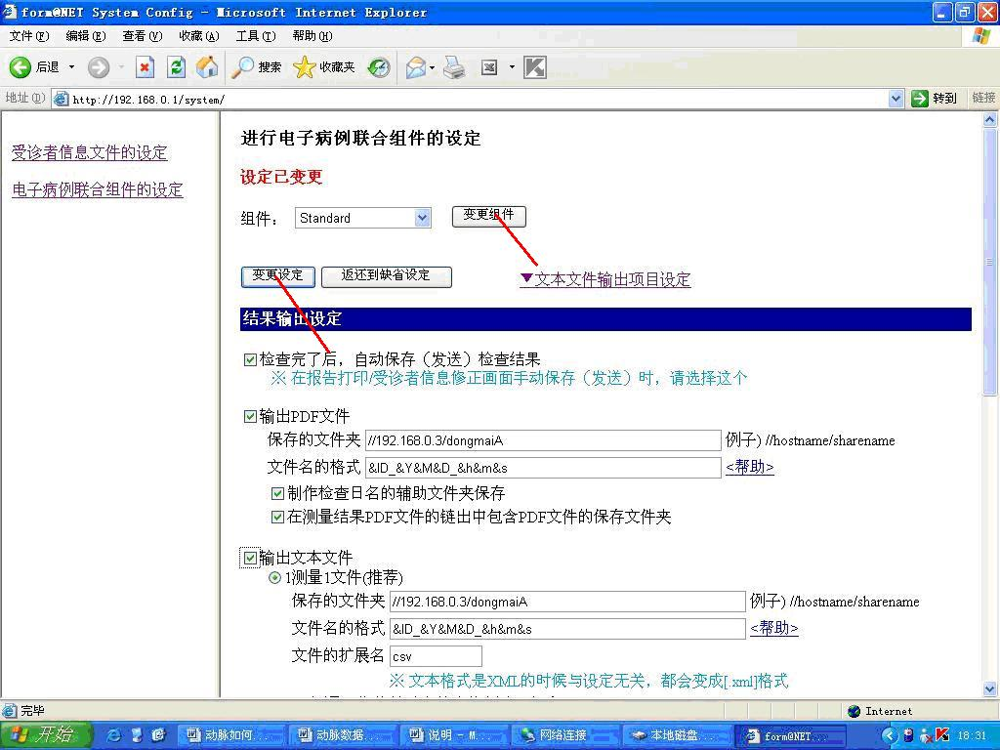 form@NET System Config - Microsoft Internet Explorer
文件(F) 编辑(E) 查看(V) 收藏(A) 工具(T) 帮助(H)
后退 搜索 收藏夹
地址(D) http://192.168.0.1/system/ 转到 链接
受诊者信息文件的设定
电子病例联合组件的设定
进行电子病例联合组件的设定
设定已变更
组件: Standard 变更组件
变更设定 返还到缺省设定 ▼文本文件输出项目设定
结果输出设定
检查完了后，自动保存（发送）检查结果
※ 在报告打印/受诊者信息修正画面手动保存（发送）时，请选择这个
输出PDF文件
保存的文件夹 //192.168.0.3/dongmaiA 例子) //hostname/sharename
文件名的格式 &ID_&Y&M&D_&h&m&s <帮助>
制作检查日名的辅助文件夹保存
在测量结果PDF文件的链出中包含PDF文件的保存文件夹
输出文本文件
1测量1文件(推荐)
保存的文件夹 //192.168.0.3/dongmaiA 例子) //hostname/sharename
文件名的格式 &ID_&Y&M&D_&h&m&s <帮助>
文件的扩展名 csv
※ 文本格式是XML的时候与设定无关，都会变成[.xml]格式
完毕 Internet
开始 动脉如何... 动脉数据... 说明 - M... 网络连接 本地磁盘... form@NET... 18:31